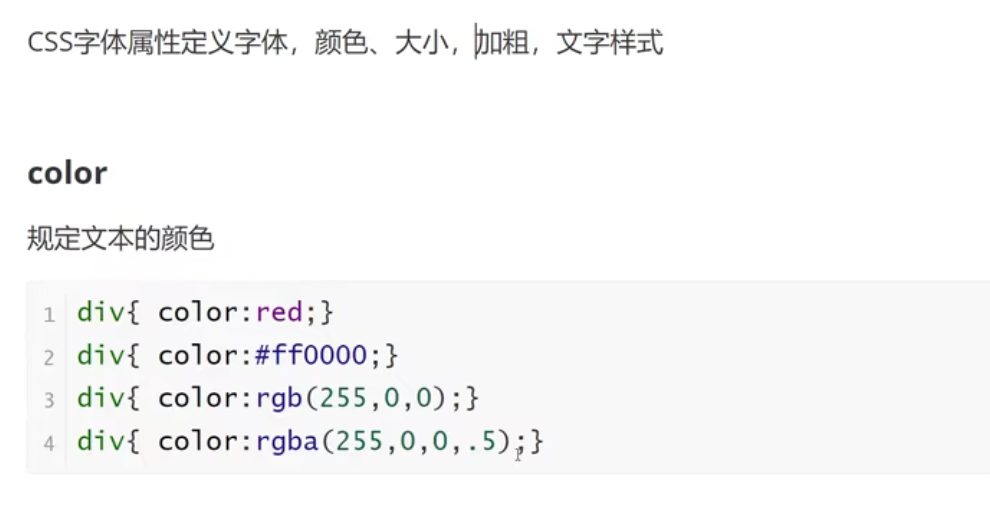 CSS字体属性定义字体，颜色、大小，加粗，文字样式
color
规定文本的颜色
1 div{ color:red;}
2 div{ color:#ff0000;}
3 div{ color:rgb(255,0,0);}
4 div{ color:rgba(255,0,0,.5);}